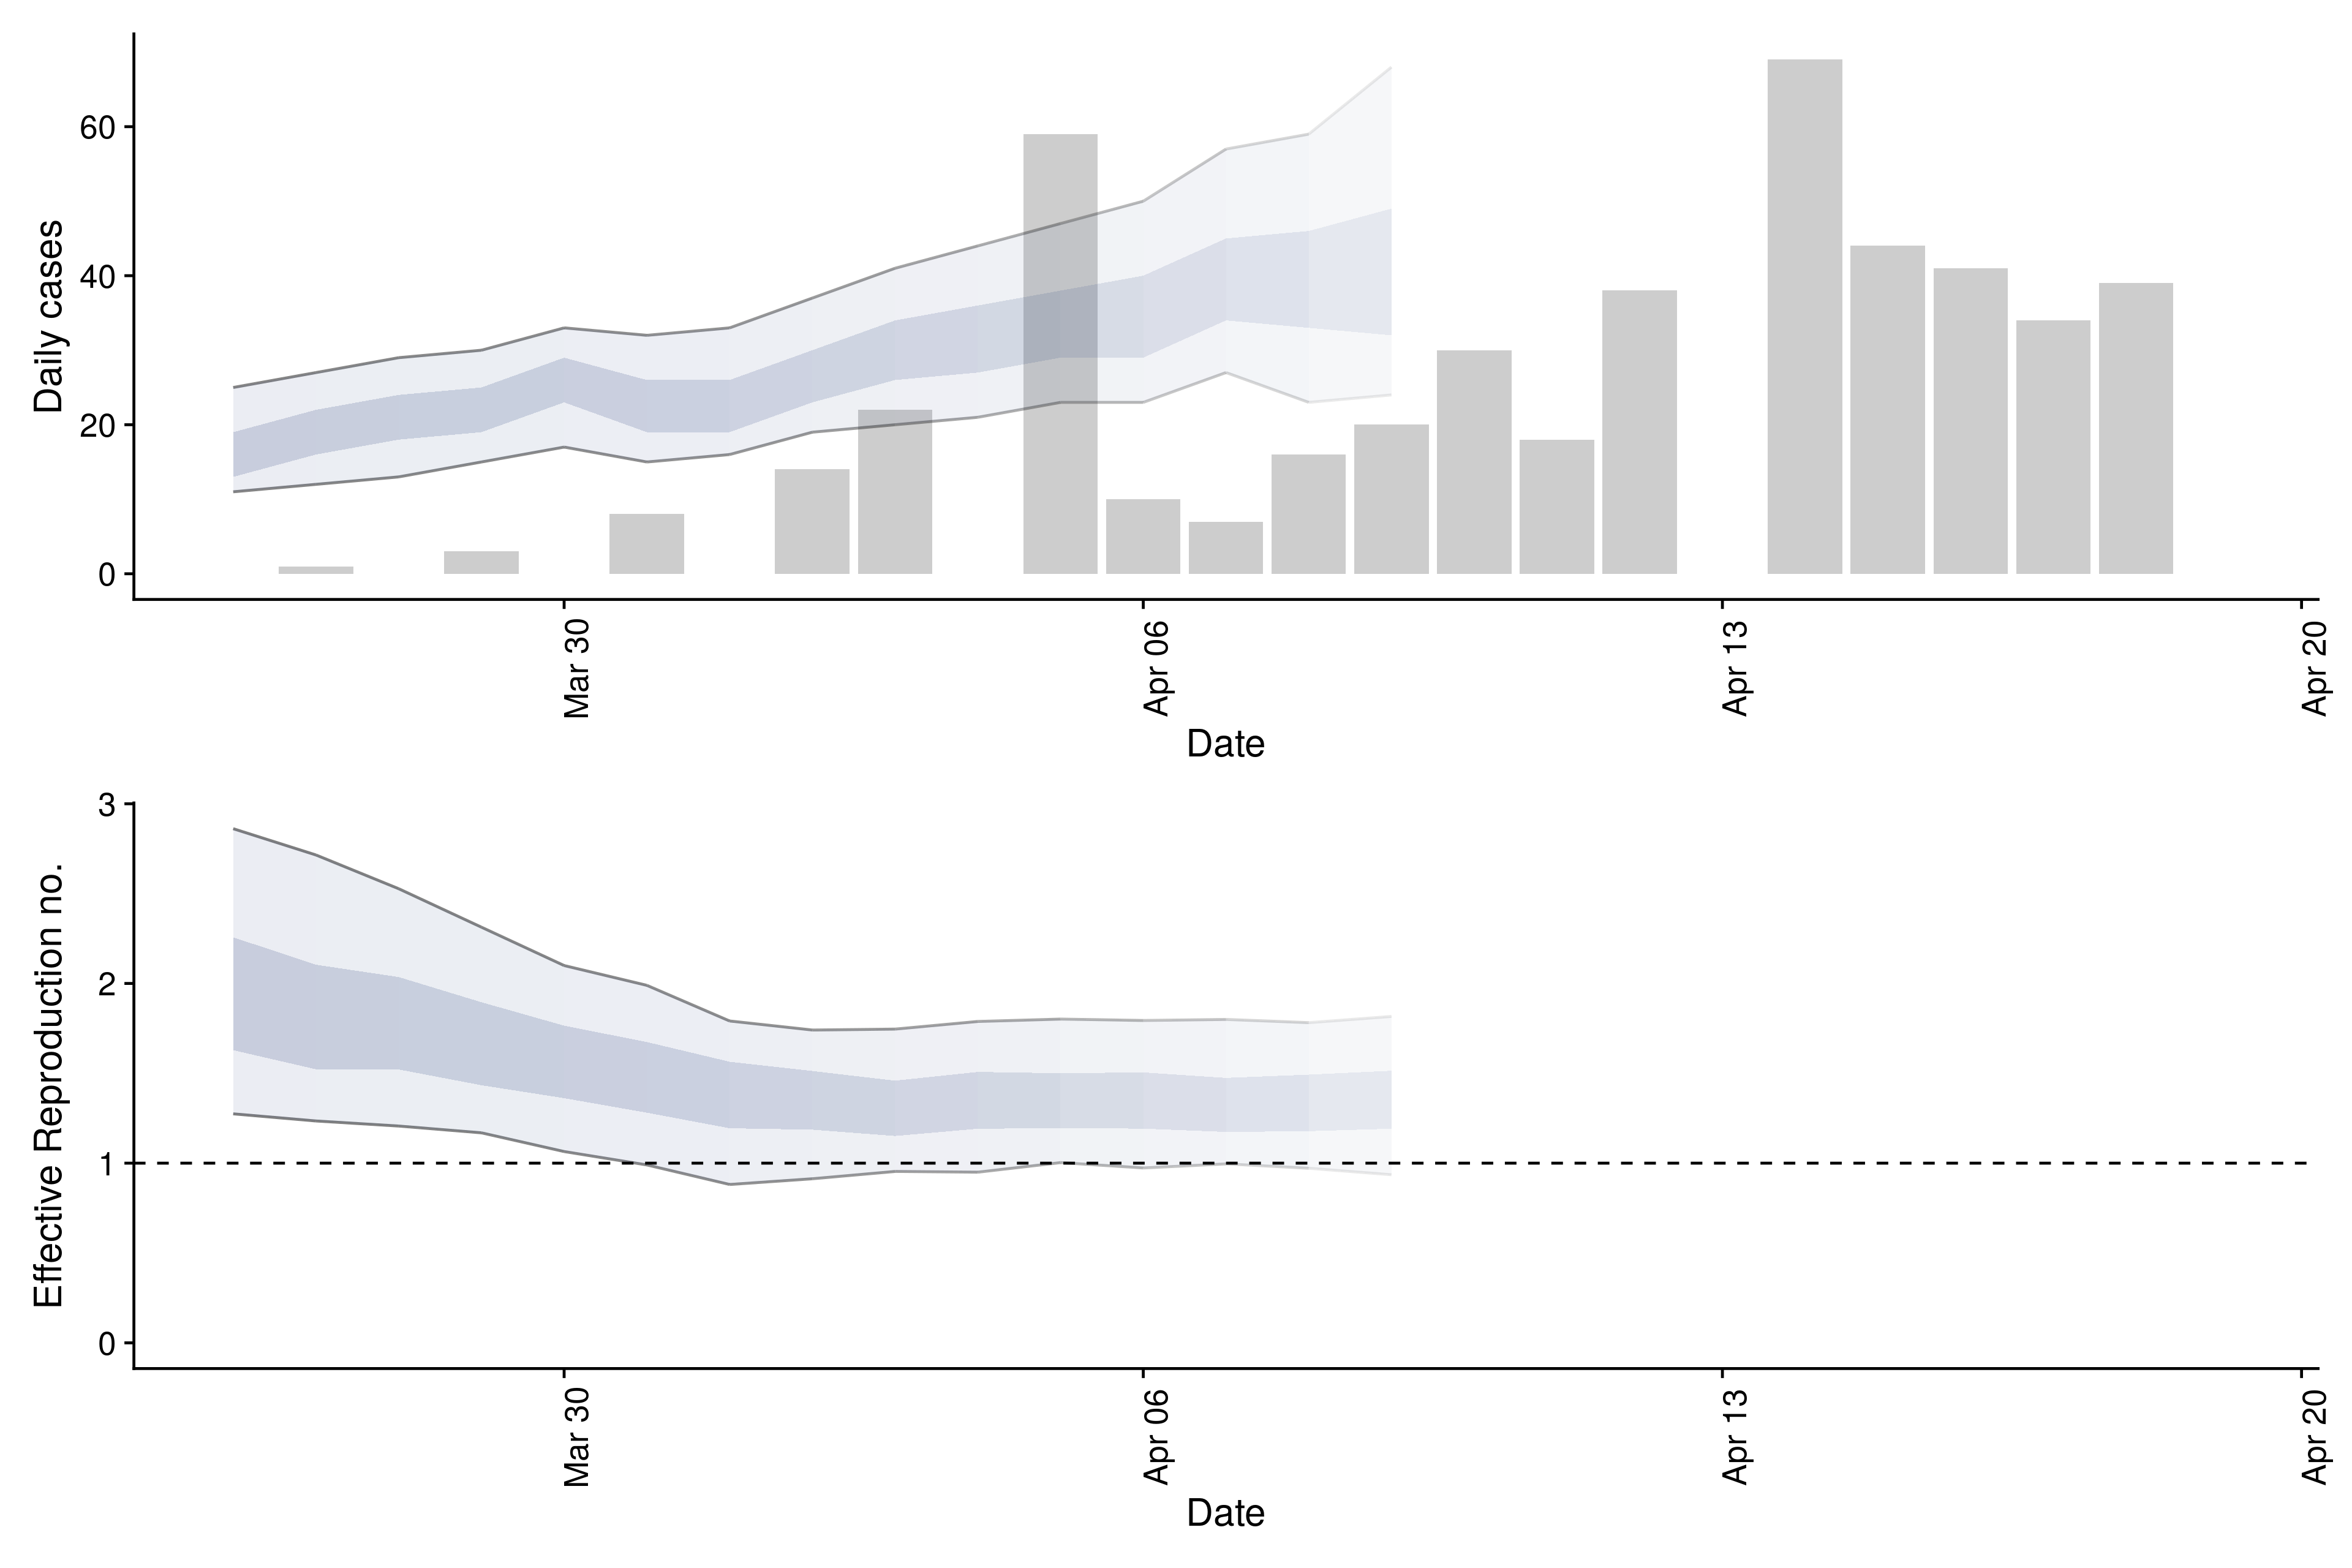 Daily cases
60
40
20
0
Mar 30
Apr 06
Apr 13
Apr 20
Date
Effective Reproduction no.
3
2
1
0
Mar 30
Apr 06
Apr 13
Apr 20
Date